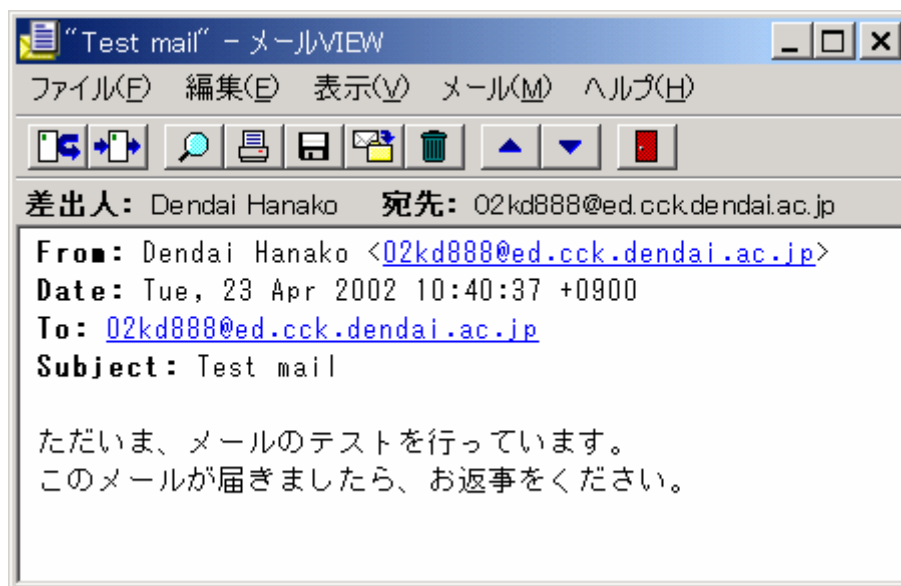 “Test mail” － メールVIEW
ファイル(F) 編集(E) 表示(V) メール(M) ヘルプ(H)
差出人: Dendai Hanako 宛先: 02kd888@ed.cck.dendai.ac.jp
From: Dendai Hanako <02kd888@ed.cck.dendai.ac.jp>
Date: Tue, 23 Apr 2002 10:40:37 +0900
To: 02kd888@ed.cck.dendai.ac.jp
Subject: Test mail
ただいま、メールのテストを行っています。
このメールが届きましたら、お返事をください。